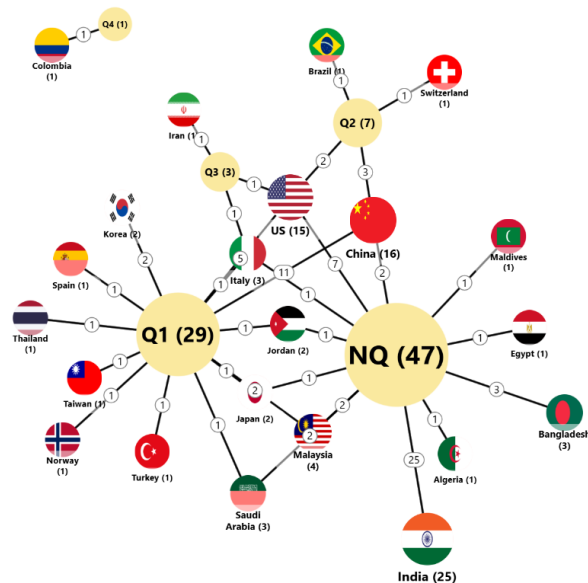 Q4 (1)
1
Colombia
(1)
Brazil (1)
Switzerland
(1)
1
1
Q2 (7)
Iran (1)
1
2
3
Q3 (3)
1
US (15)
China (16)
1
Korea (2)
2
Italy (3)
5
11
7
2
Maldives
(1)
1
Spain (1)
1
1
1
Thailand
(1)
1
Q1 (29)
1
Jordan (2)
1
NQ (47)
1
Egypt (1)
Taiwan (1)
1
1
2
Japan (2)
1
2
3
Bangladesh
(3)
Norway
(1)
1
Turkey (1)
1
2
Malaysia
(4)
1
Algeria (1)
25
Saudi
Arabia (3)
India (25)